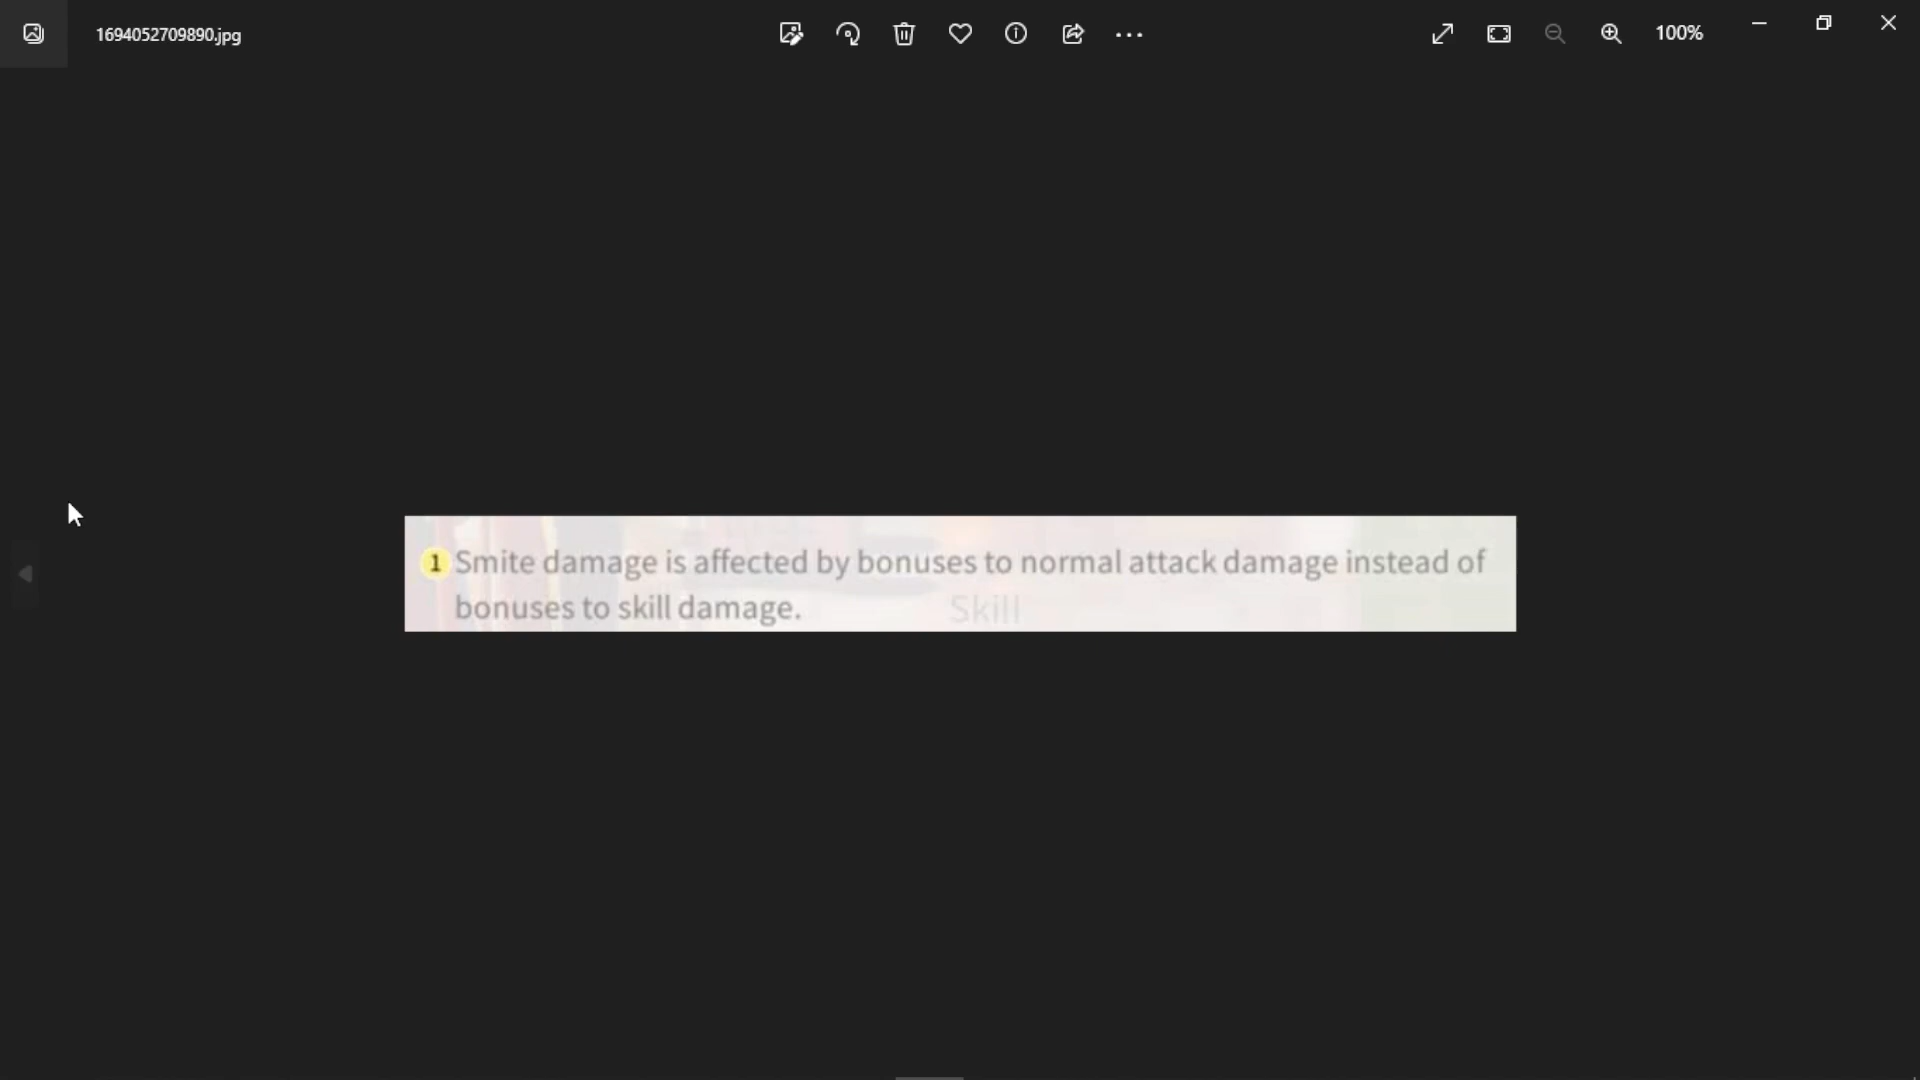 1694052709890.jpg
100%
1 Smite damage is affected by bonuses to normal attack damage instead of
bonuses to skill damage.
Skill